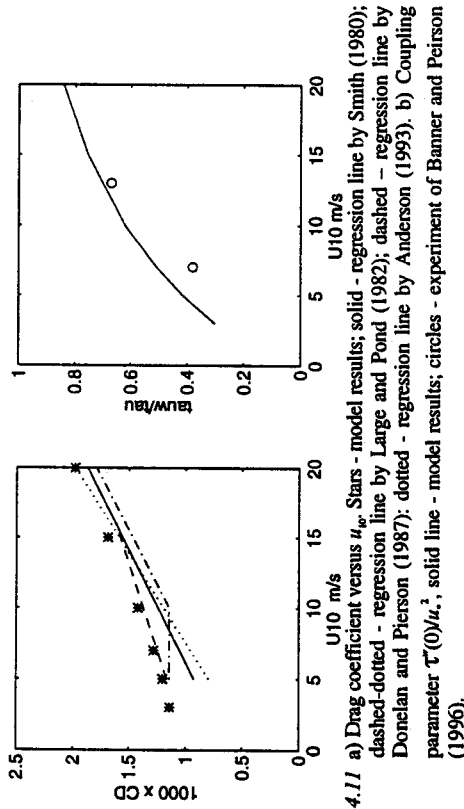 2.5
2
1.5
1
0.5
0
1000 x CD
0
5
10
15
20
U10 m/s
1
0.8
0.6
0.4
0.2
0
tauw/tau
0
5
10
15
20
U10 m/s
4.11 a) Drag coefficient versus u₁₀. Stars - model results; solid - regression line by Smith (1980);
dashed-dotted - regression line by Large and Pond (1982); dashed – regression line by
Donelan and Pierson (1987): dotted - regression line by Anderson (1993). b) Coupling
parameter τʷ(0)/u*², solid line - model results; circles - experiment of Banner and Peirson
(1996).